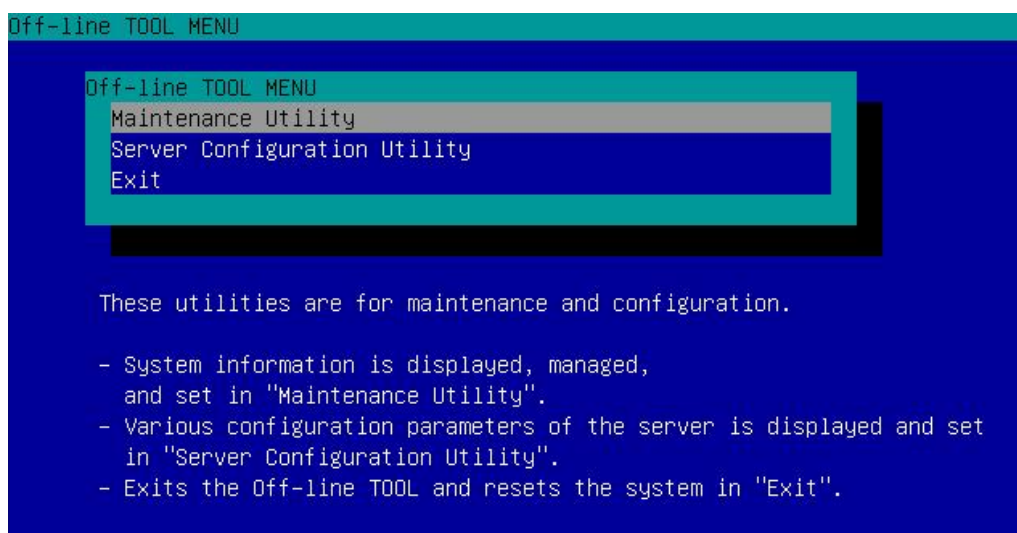 Off-line TOOL MENU
Off-line TOOL MENU
Maintenance Utility
Server Configuration Utility
Exit
These utilities are for maintenance and configuration.
- System information is displayed, managed,
and set in "Maintenance Utility".
- Various configuration parameters of the server is displayed and set
in "Server Configuration Utility".
- Exits the Off-line TOOL and resets the system in "Exit".